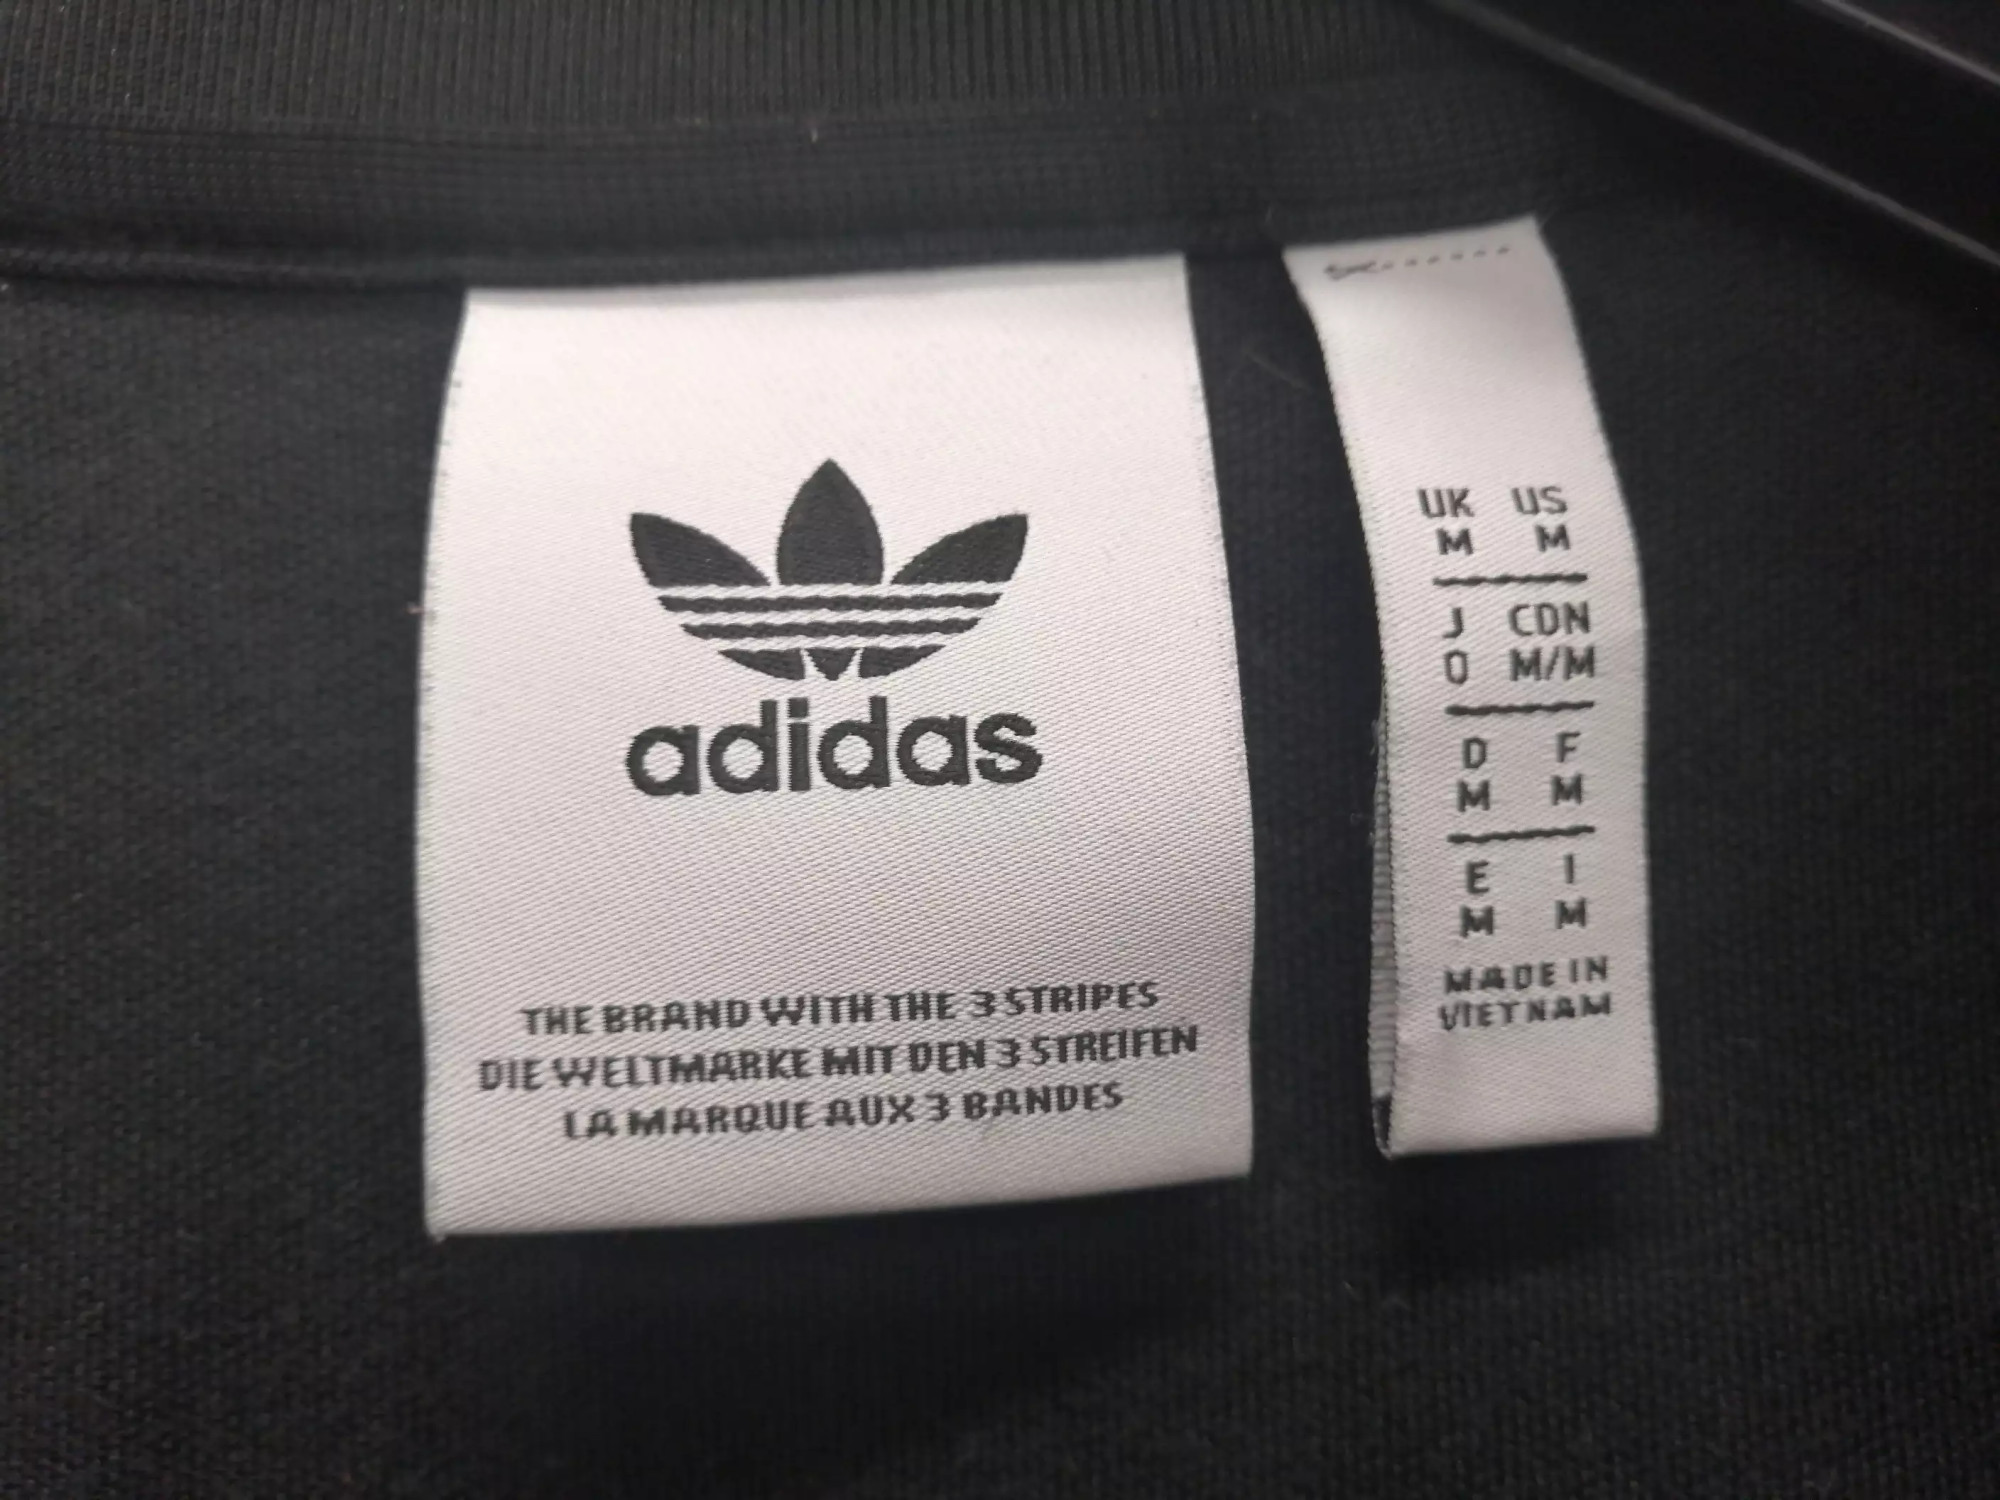 adidas
THE BRAND WITH THE 3 STRIPES
DIE WELTMARKE MIT DEN 3 STREIFEN
LA MARQUE AUX 3 BANDES
UK US
M M
J CDN
O M/M
D F
M M
E I
M M
MADE IN
VIETNAM